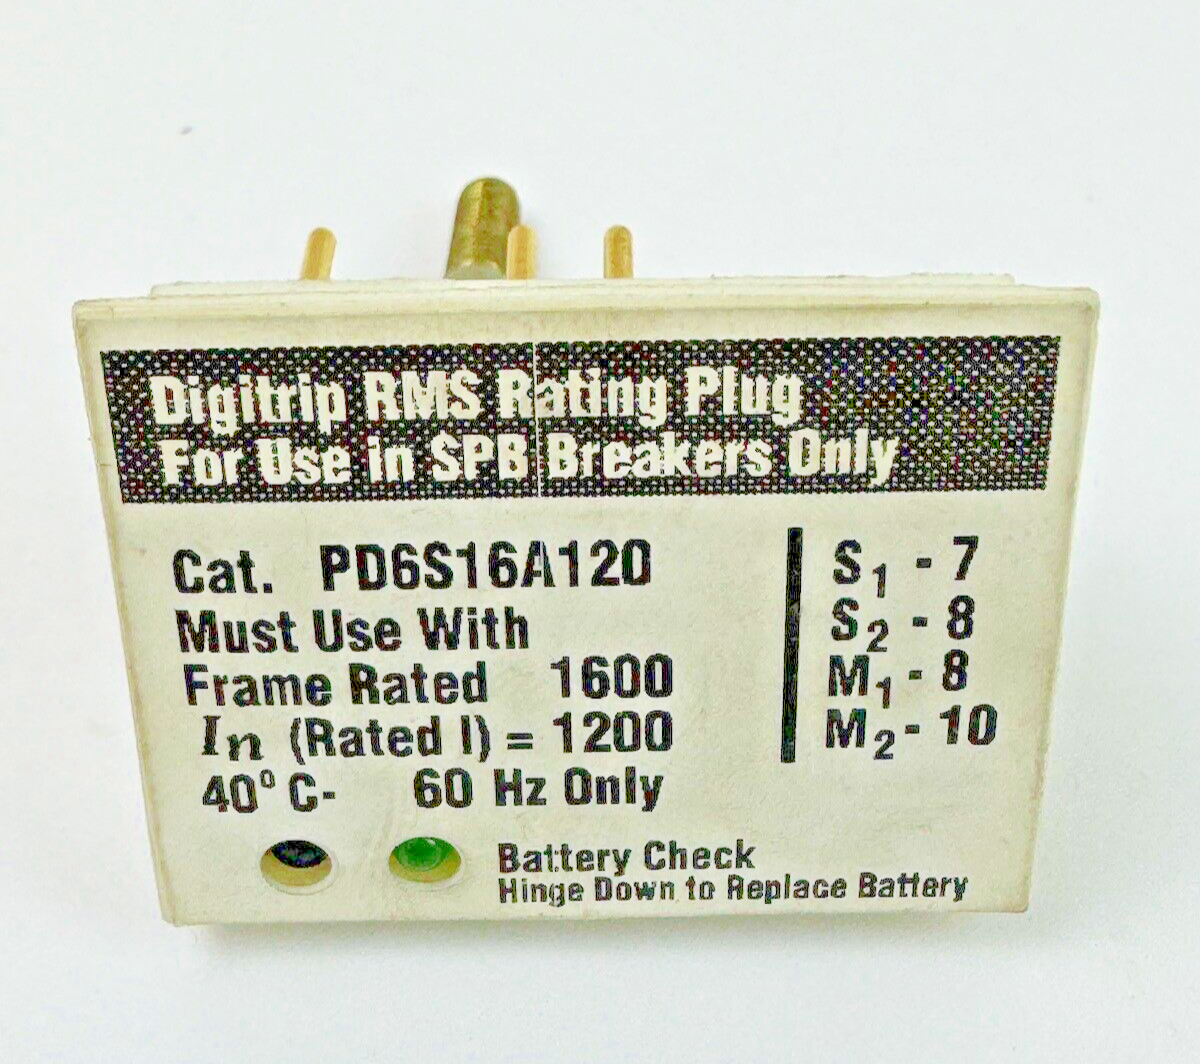 Digitrip RMS Rating Plug
For Use in SPB Breakers Only
Cat. PD6S16A120
Must Use With
Frame Rated 1600
In (Rated I) = 1200
40° C- 60 Hz Only
S1 - 7
S2 - 8
M1 - 8
M2 - 10
Battery Check
Hinge Down to Replace Battery